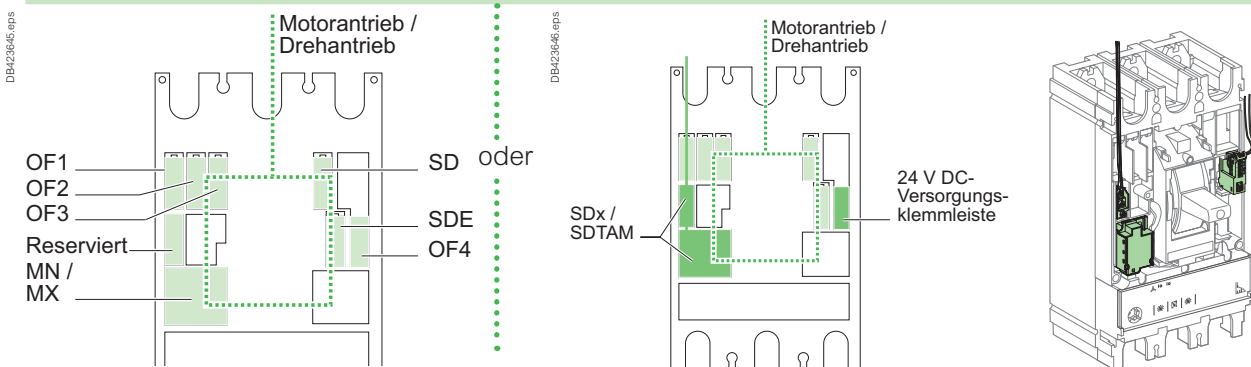 DB423645.eps
Motorantrieb /
Drehantrieb
OF1
OF2
OF3
Reserviert
MN /
MX
SD
SDE
OF4
oder
DB423646.eps
Motorantrieb /
Drehantrieb
SDx /
SDTAM
24 V DC-
Versorgungs-
klemmleiste